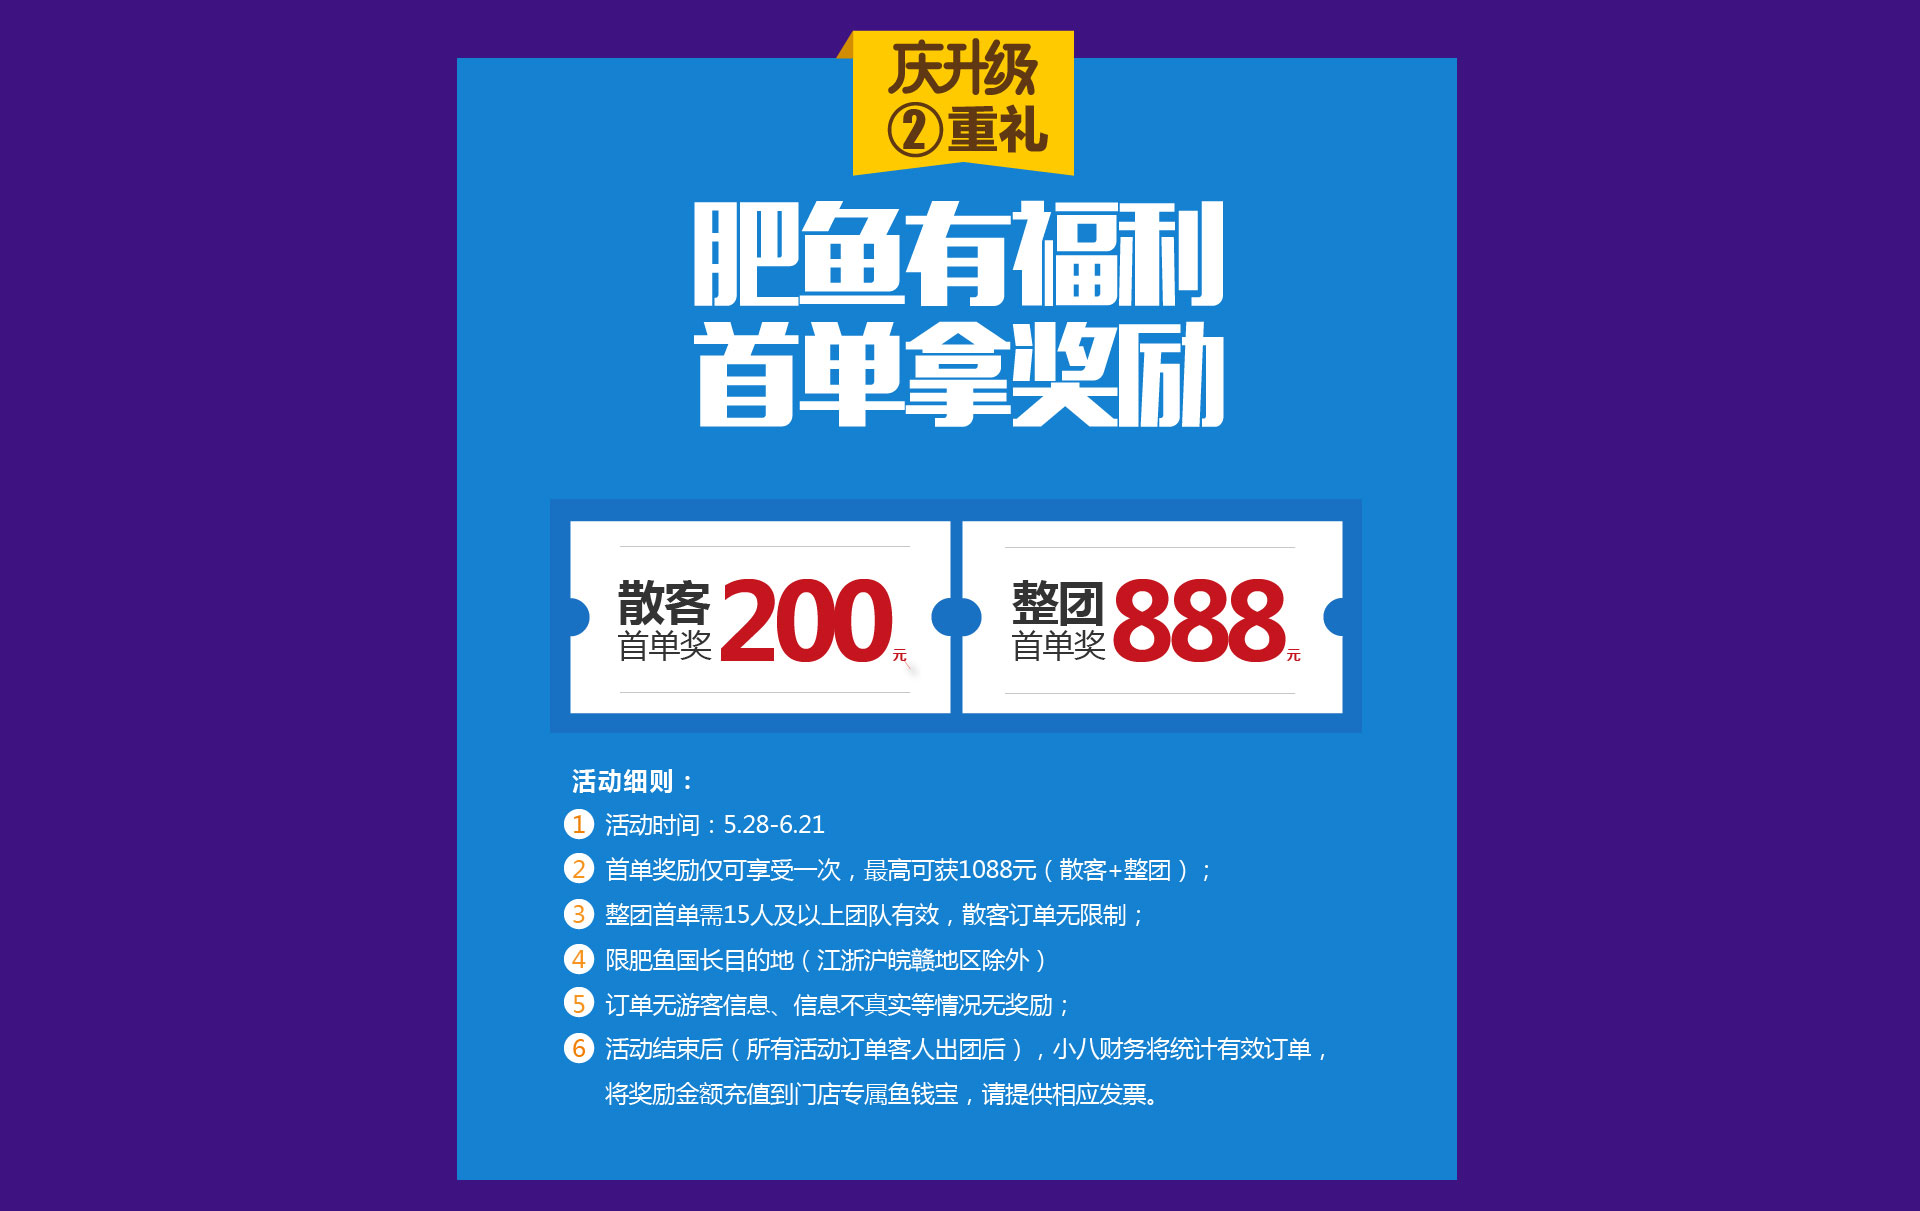 庆升级
②重礼
肥鱼有福利
首单拿奖励
散客
首单奖
200元
整团
首单奖
888元
活动细则：
1 活动时间：5.28-6.21
2 首单奖励仅可享受一次，最高可获1088元（散客+整团）；
3 整团首单需15人及以上团队有效，散客订单无限制；
4 限肥鱼国长目的地（江浙沪皖赣地区除外）
5 订单无游客信息、信息不真实等情况无奖励；
6 活动结束后（所有活动订单客人出团后），小八财务将统计有效订单，
将奖励金额充值到门店专属鱼钱宝，请提供相应发票。